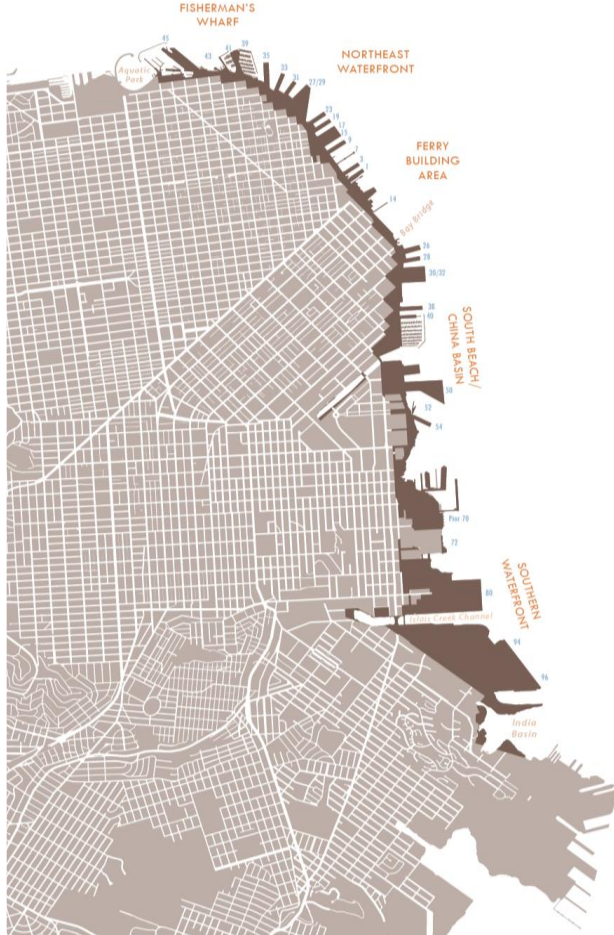 FISHERMAN'S
WHARF
45
43
41
39
35
33
31
27/29
Aquatic
Park
NORTHEAST
WATERFRONT
23
19
17
15
9
7
3
1
FERRY
BUILDING
AREA
14
Bay Bridge
26
28
30/32
38
40
SOUTH BEACH/
CHINA BASIN
50
52
54
Pier 70
72
80
SOUTHERN
WATERFRONT
Islais Creek Channel
94
96
India
Basin